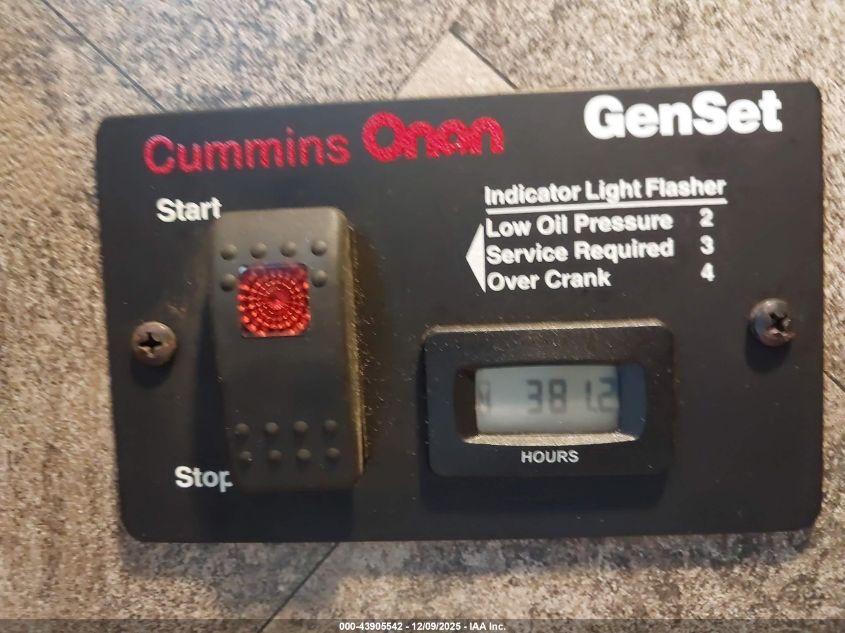 Cummins Onan
GenSet
Start
Indicator Light Flasher
Low Oil Pressure 2
Service Required 3
Over Crank 4
381.2
HOURS
Stop
000-43905542 - 12/09/2025 - IAA Inc.